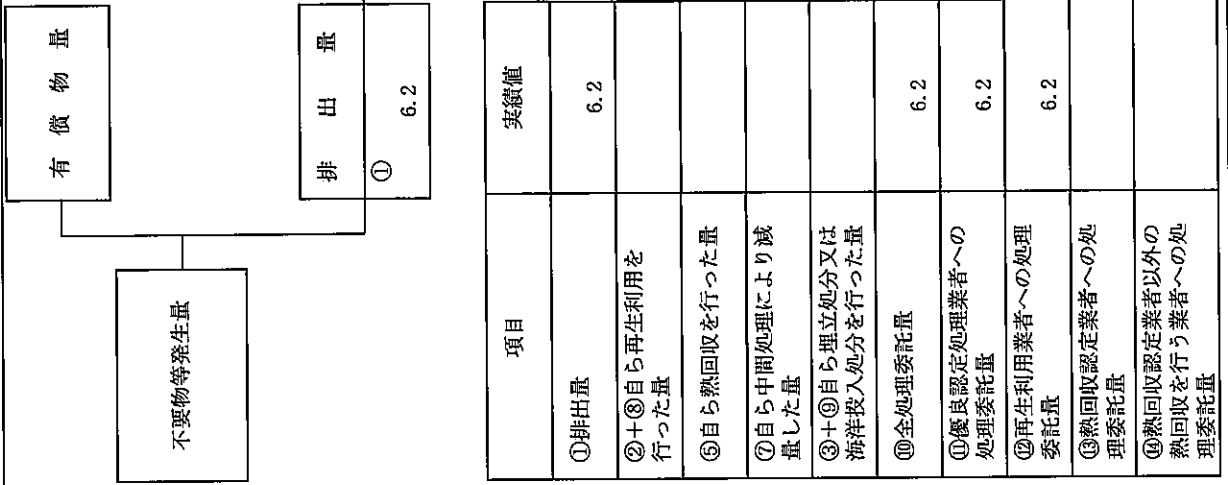 有償物量
不要物等発生量
排出量
①
6.2
項目
実績値
①排出量
6.2
②+⑧自ら再生利用を
行った量
⑤自ら熱回収を行った量
⑦自ら中間処理により減
量した量
③+⑨自ら埋立処分又は
海洋投入処分を行った量
⑩全処理委託量
6.2
⑪優良認定処理業者への
処理委託量
6.2
⑫再生利用業者への処理
委託量
6.2
⑬熱回収認定業者への処
理委託量
⑭熱回収認定業者以外の
熱回収を行う業者への処
理委託量